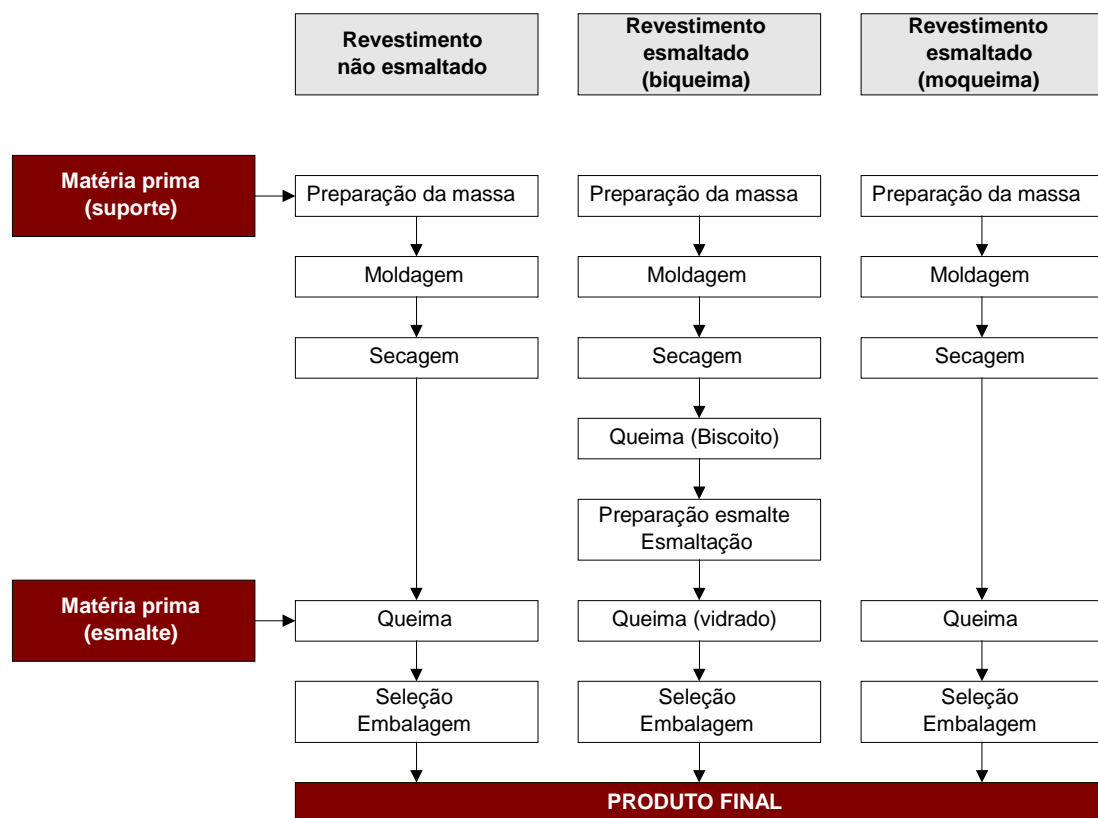 Revestimento
não esmaltado
Revestimento
esmaltado
(biqueima)
Revestimento
esmaltado
(moqueima)
Matéria prima
(suporte)
Preparação da massa
Preparação da massa
Preparação da massa
Moldagem
Moldagem
Moldagem
Secagem
Secagem
Secagem
Queima (Biscoito)
Preparação esmalte
Esmaltação
Matéria prima
(esmalte)
Queima
Queima (vidrado)
Queima
Seleção
Embalagem
Seleção
Embalagem
Seleção
Embalagem
PRODUTO FINAL